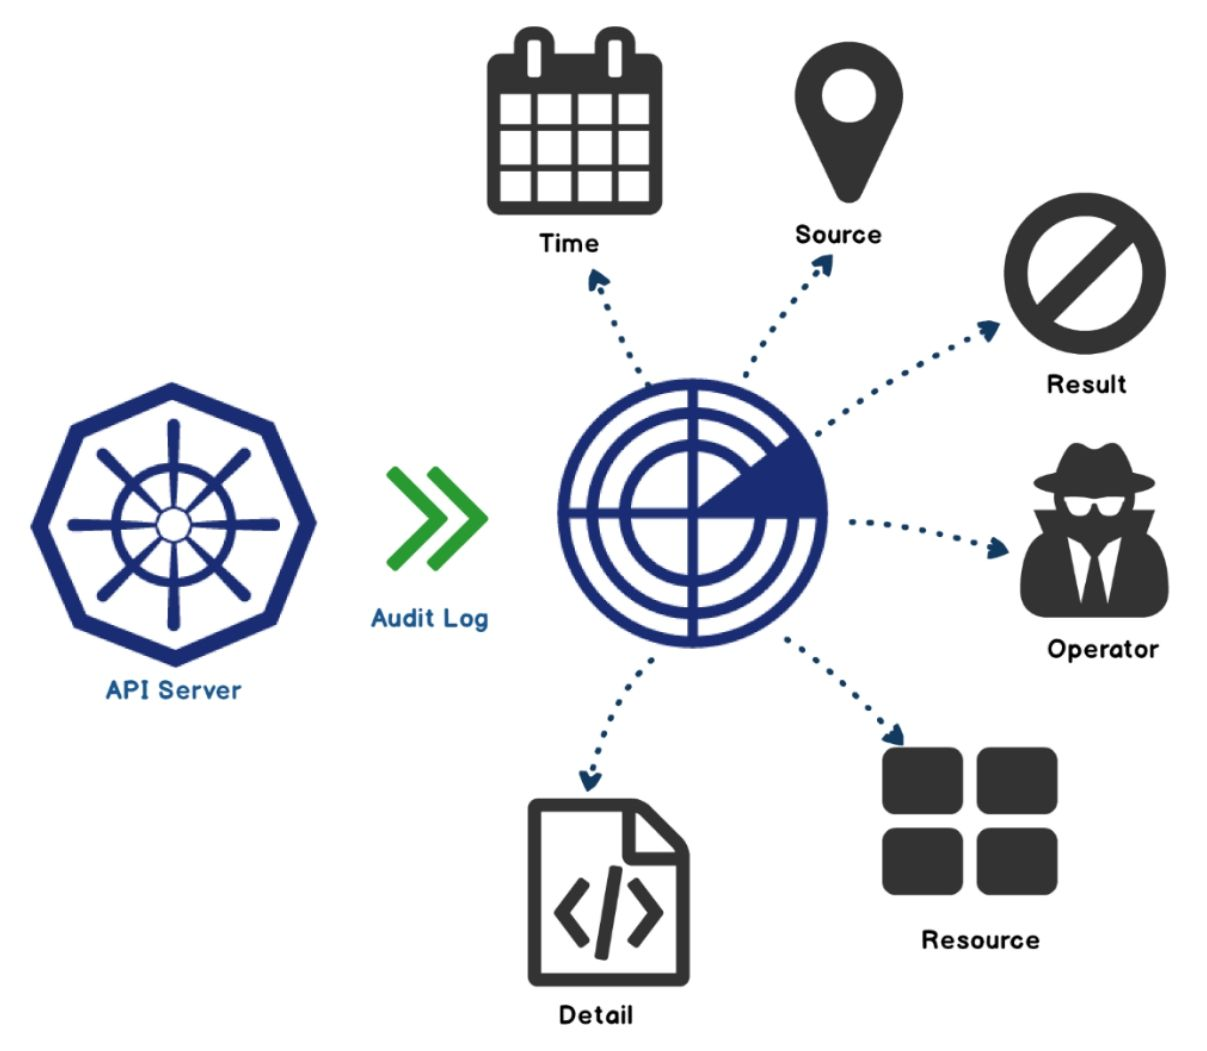 Time
Source
Result
Audit Log
Operator
API Server
Resource
Detail